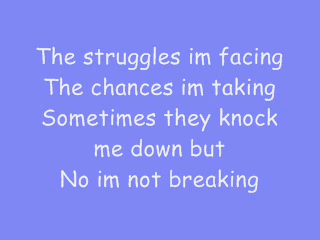 The struggles im facing
The chances im taking
Sometimes they knock
me down but
No im not breaking